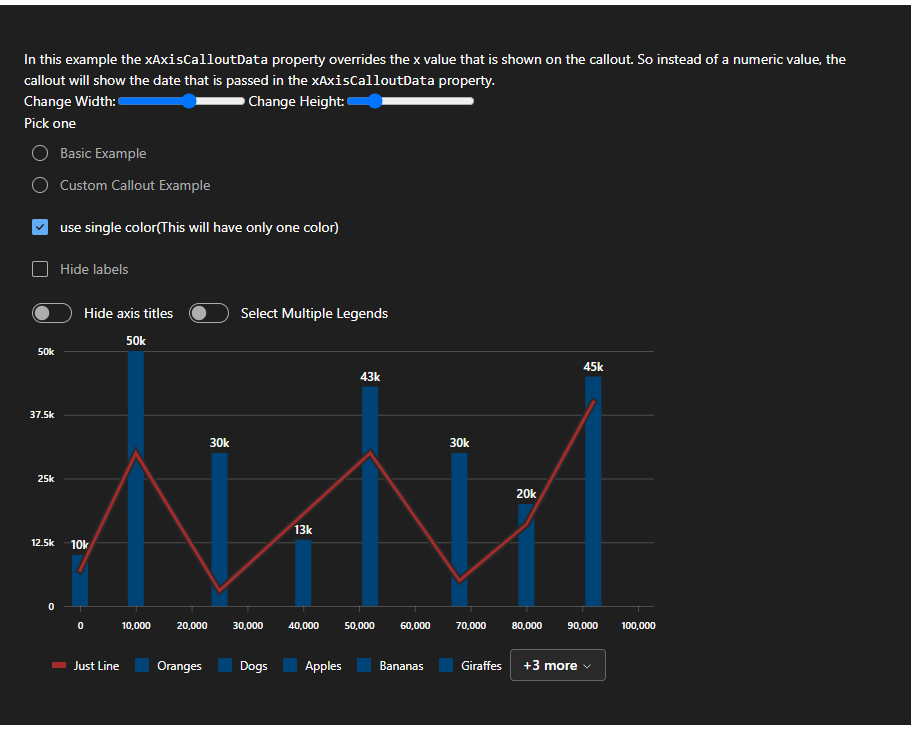 In this example the xAxisCalloutData property overrides the x value that is shown on the callout. So instead of a numeric value, the
callout will show the date that is passed in the xAxisCalloutData property.
Change Width: Change Height:
Pick one
Basic Example
Custom Callout Example
use single color(This will have only one color)
Hide labels
Hide axis titles Select Multiple Legends
50k
50k
45k
43k
37.5k
30k 30k
25k
20k
13k
12.5k 10k
0
0 10,000 20,000 30,000 40,000 50,000 60,000 70,000 80,000 90,000 100,000
Just Line Oranges Dogs Apples Bananas Giraffes +3 more